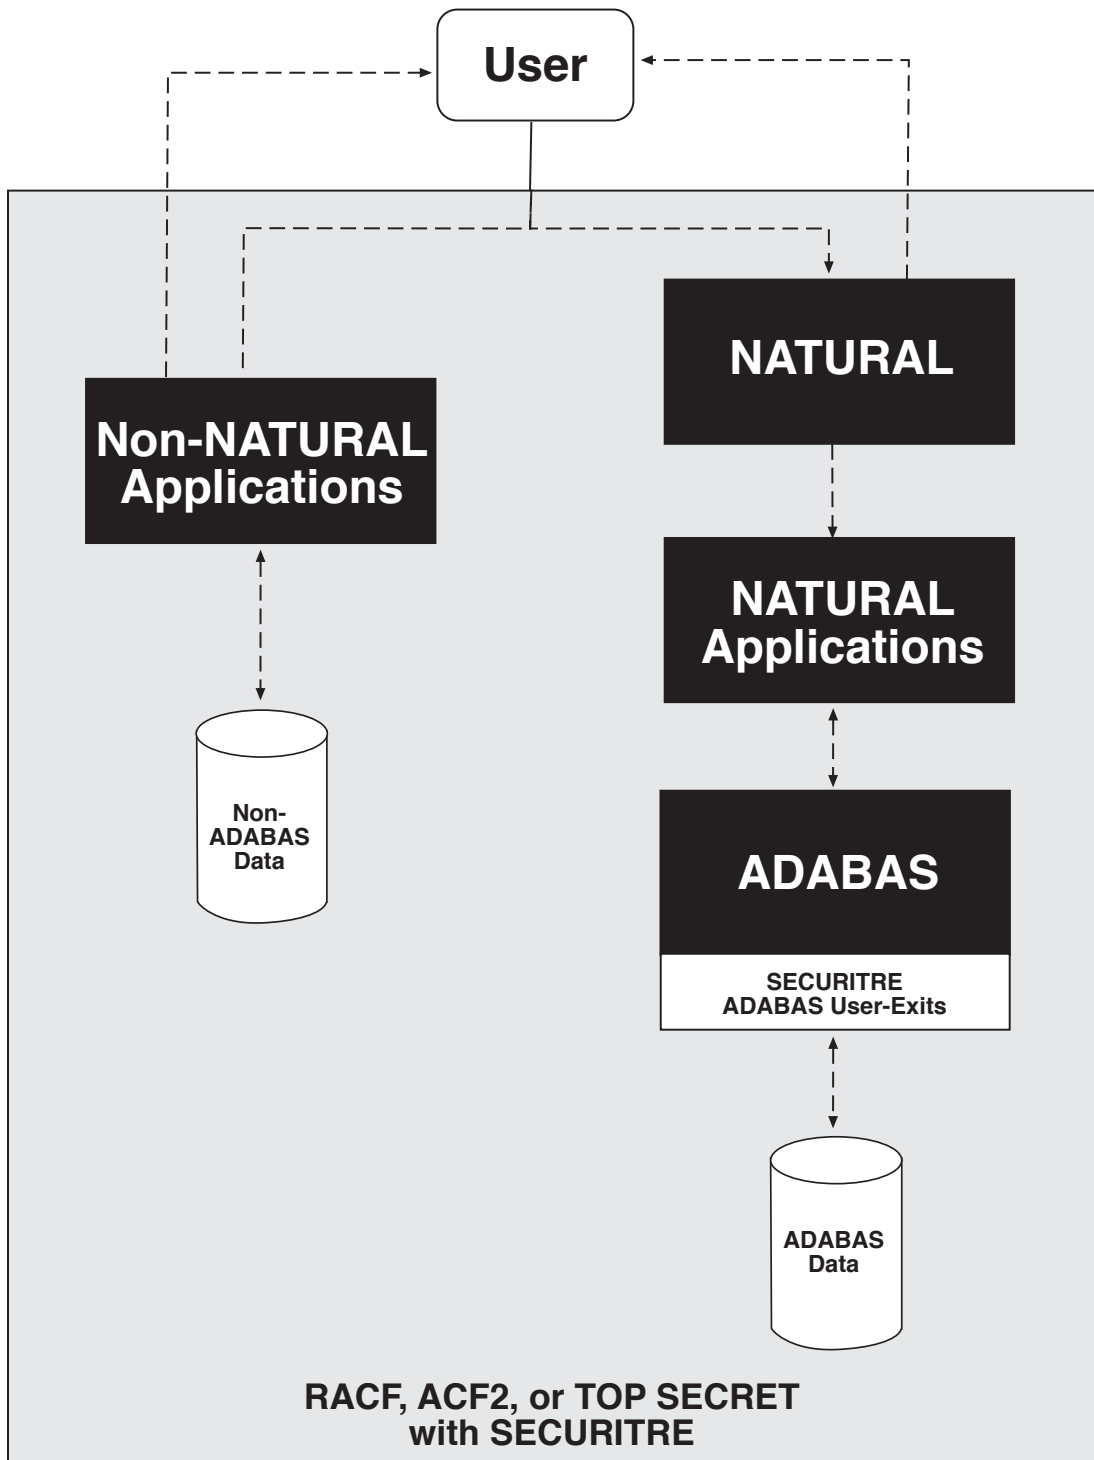 User
NATURAL
Non-NATURAL
Applications
NATURAL
Applications
Non-
ADABAS
Data
ADABAS
SECURITRE
ADABAS User-Exits
ADABAS
Data
RACF, ACF2, or TOP SECRET
with SECURITRE